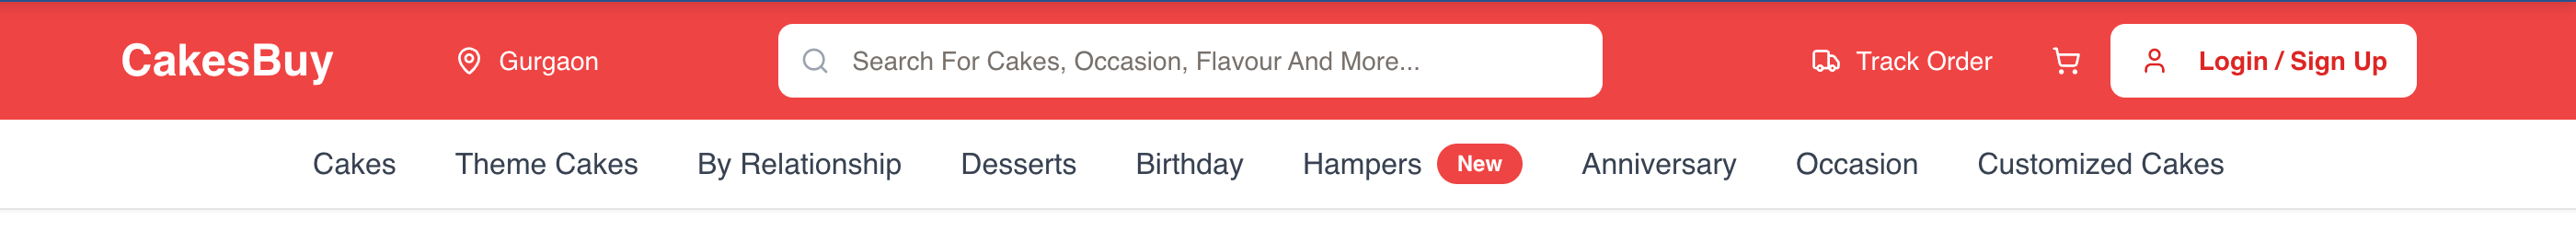 CakesBuy Gurgaon Search For Cakes, Occasion, Flavour And More... Track Order Login / Sign Up
Cakes Theme Cakes By Relationship Desserts Birthday Hampers New Anniversary Occasion Customized Cakes